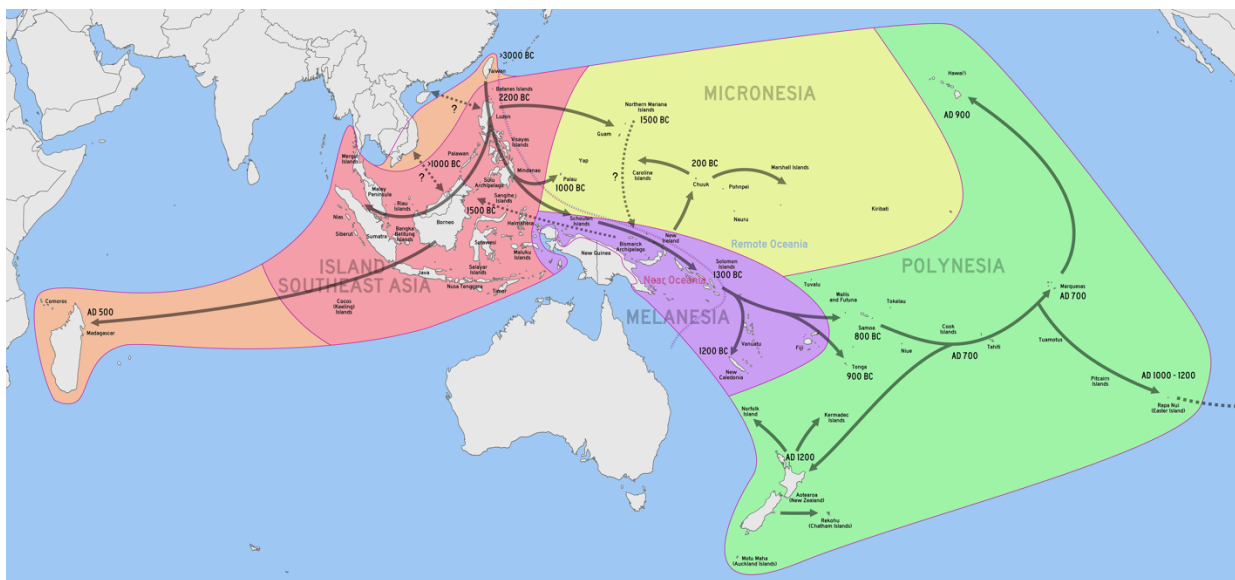 >3000 BC
Taiwan
Batanes Islands
2200 BC
Luzon
?
Visayas
Islands
Palawan
>1000 BC
?
Mindanao
Mergui
Islands
Malay
Peninsula
Sulu
Archipelago
Sangihe
Islands
1500 BC
Riau
Islands
Nias
Borneo
Halmahera
Siberut
Sumatra
Bangka
Belitung
Islands
Sulawesi
Maluku
Islands
ISLAND
SOUTHEAST ASIA
Java
Selayar
Islands
Nusa Tenggara
Timor
Cocos
(Keeling)
Islands
Comoros
AD 500
Madagascar
MICRONESIA
Northern Mariana
Islands
1500 BC
Guam
Yap
Palau
1000 BC
?
Caroline
Islands
200 BC
Chuuk
Pohnpei
Marshall Islands
Nauru
Kiribati
Schouten
Islands
New Guinea
Bismarck
Archipelago
New
Ireland
Remote Oceania
Near Oceania
Solomon
Islands
1300 BC
MELANESIA
1200 BC
Vanuatu
New
Caledonia
Fiji
Hawai'i
AD 900
POLYNESIA
Tuvalu
Wallis
and Futuna
Tokelau
Samoa
800 BC
Tonga
900 BC
Niue
Cook
Islands
AD 700
Tahiti
Marquesas
AD 700
Tuamotus
Pitcairn
Islands
AD 1000 - 1200
Rapa Nui
(Easter Island)
Norfolk
Island
Kermadec
Islands
AD 1200
Aotearoa
(New Zealand)
Rekohu
(Chatham Islands)
Motu Maha
(Auckland Islands)